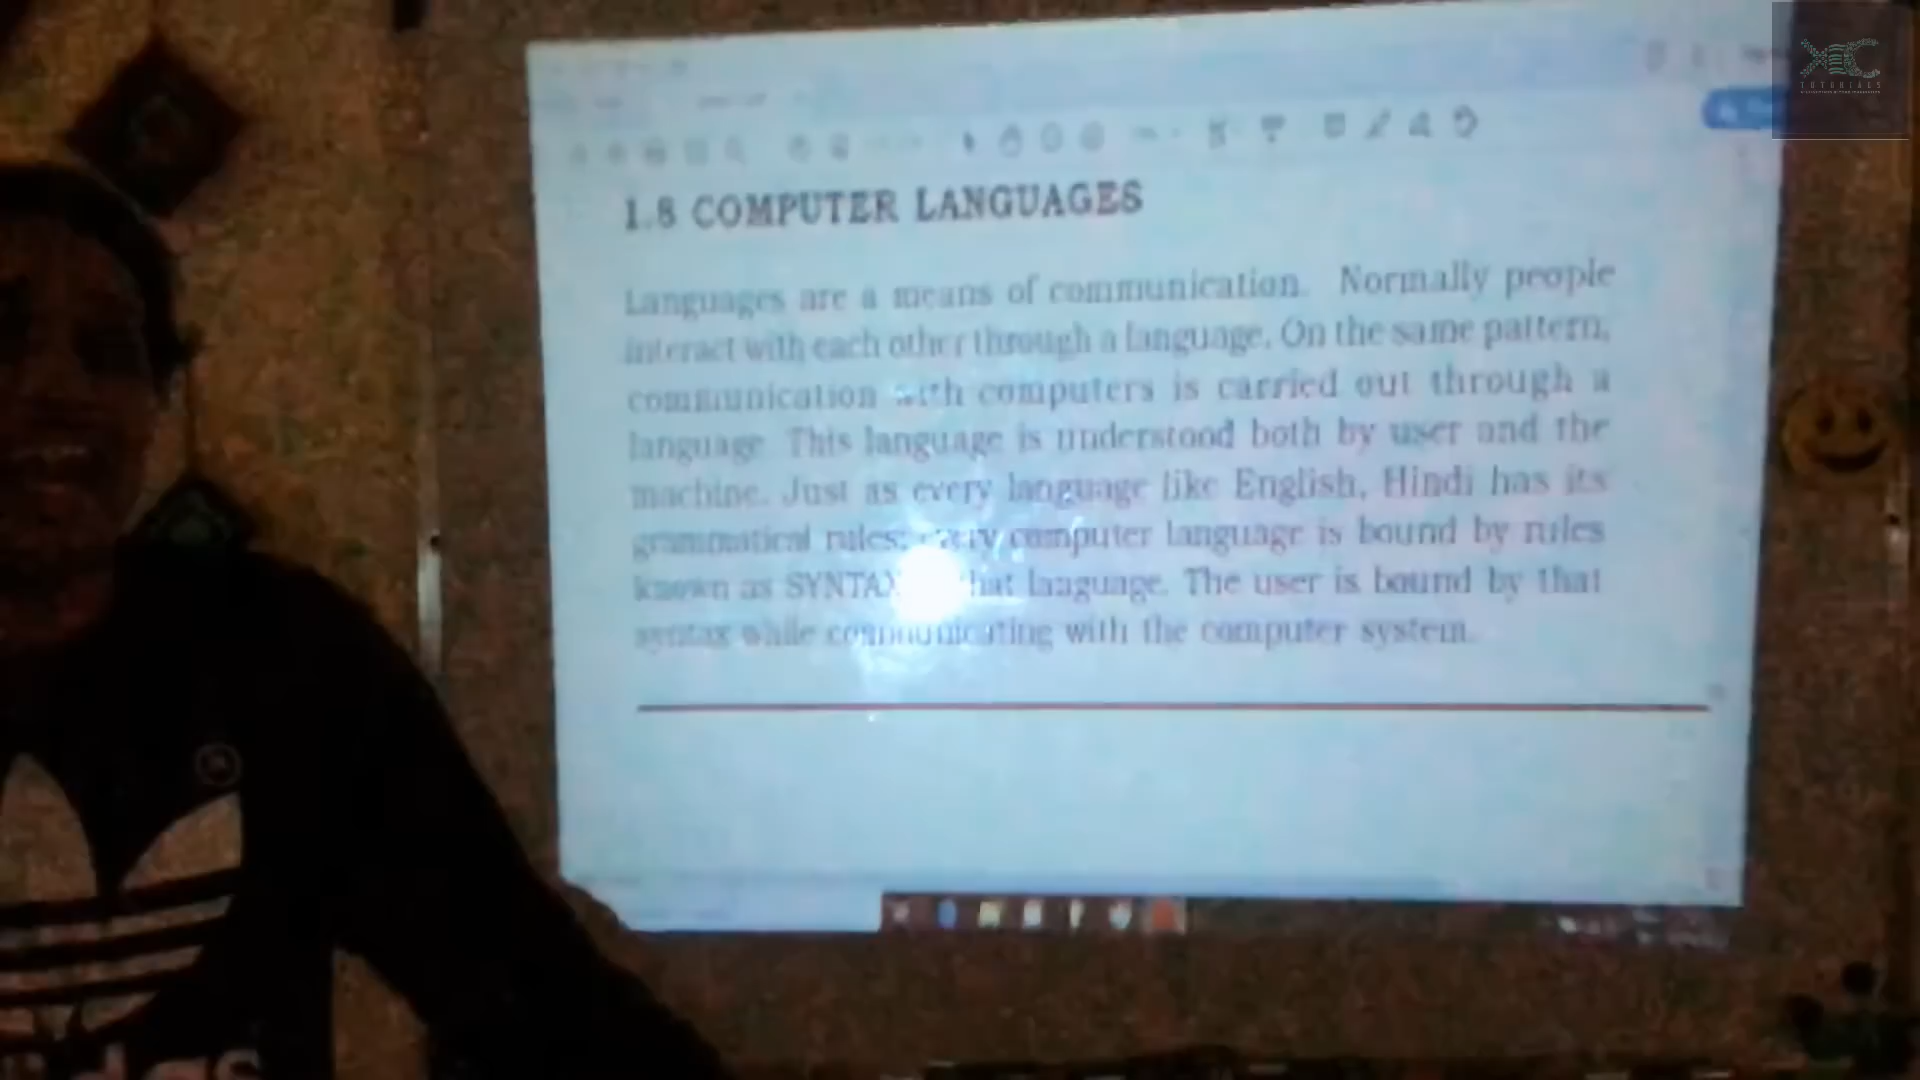 TUTORIALS
1.8 COMPUTER LANGUAGES
Languages are a means of communication. Normally people
interact with each other through a language. On the same pattern,
communication with computers is carried out through a
language. This language is understood both by user and the
machine. Just as every language like English, Hindi has its
grammatical rules; every computer language is bound by rules
known as SYNTAX that language. The user is bound by that
syntax while communicating with the computer system.